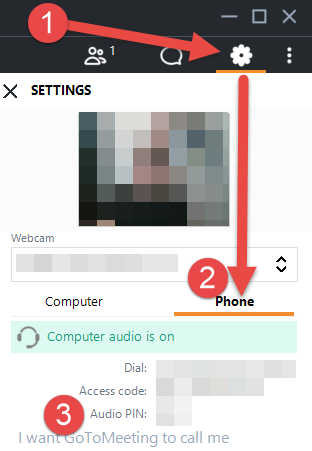 1
1
SETTINGS
Webcam
2
Computer Phone
Computer audio is on
Dial:
Access code:
3 Audio PIN:
I want GoToMeeting to call me